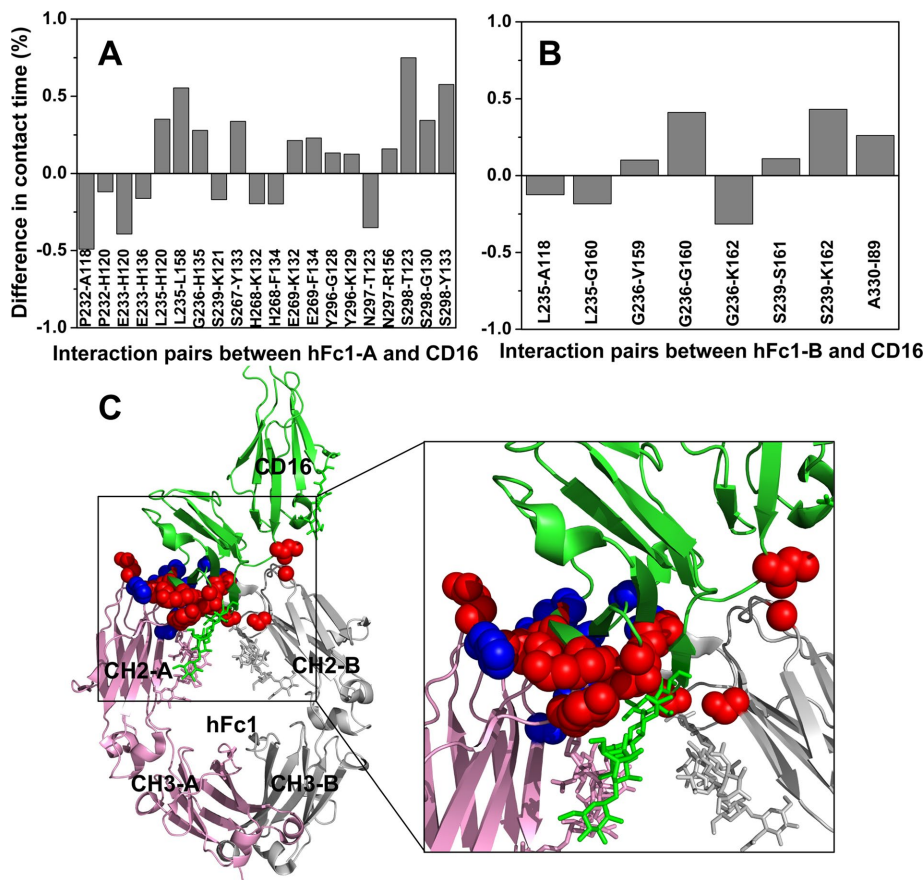 A
Difference in contact time (%)
1.0
0.5
0.0
-0.5
-1.0
P232-A118
P232-H120
E233-H120
E233-H136
L235-H120
L235-L158
G236-H135
S239-K121
S267-Y133
H268-K132
H268-F134
E269-K132
E269-F134
Y296-G128
Y296-K129
N297-T123
N297-R156
S298-T123
S298-G130
S298-Y133
Interaction pairs between hFc1-A and CD16
B
1.0
0.5
0.0
-0.5
-1.0
L235-A118
L235-G160
G236-V159
G236-G160
G236-K162
S239-S161
S239-K162
A330-I89
Interaction pairs between hFc1-B and CD16
C
CD16
CH2-A
CH2-B
hFc1
CH3-A
CH3-B